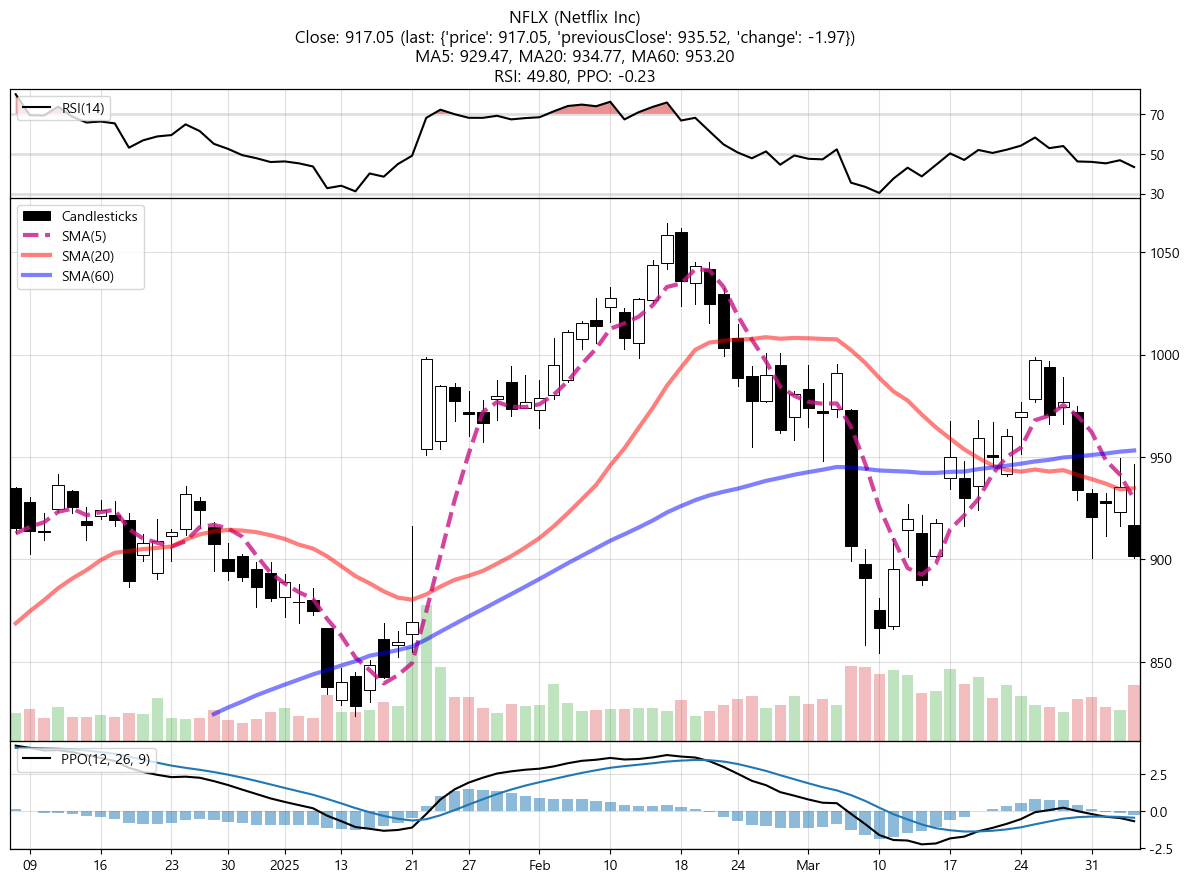 NFLX (Netflix Inc)
Close: 917.05 (last: {'price': 917.05, 'previousClose': 935.52, 'change': -1.97})
MA5: 929.47, MA20: 934.77, MA60: 953.20
RSI: 49.80, PPO: -0.23
RSI(14)
70
50
30
Candlesticks
SMA(5)
SMA(20)
SMA(60)
1050
1000
950
900
850
PPO(12, 26, 9)
2.5
0.0
-2.5
09 16 23 30 2025 13 21 27 Feb 10 18 24 Mar 10 17 24 31